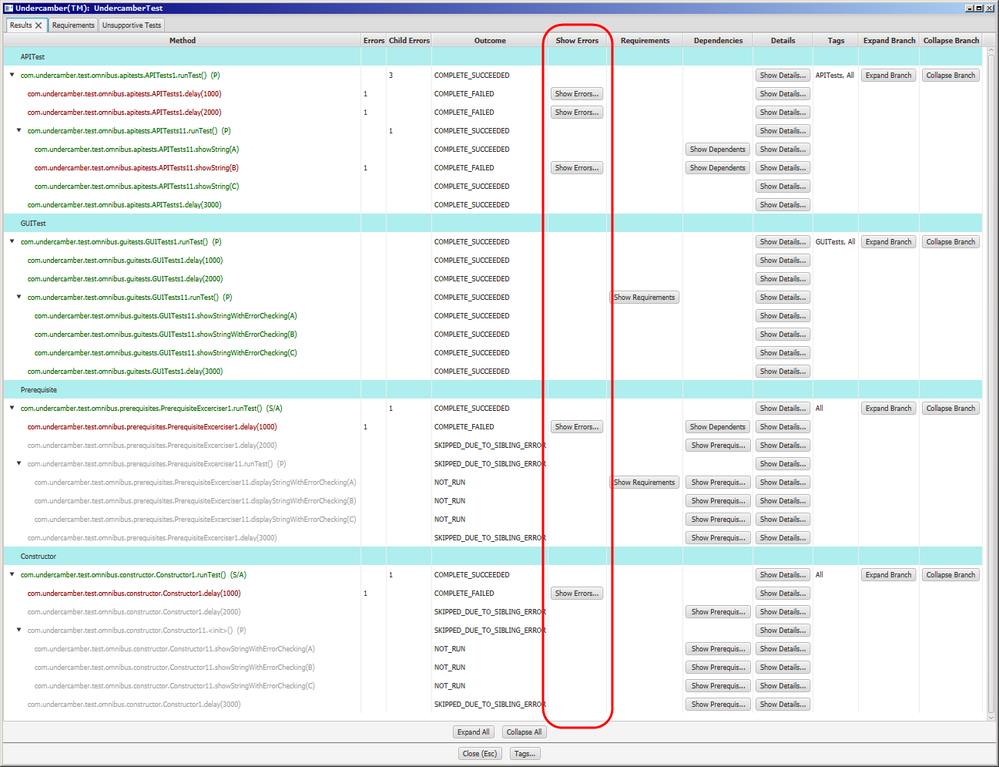 Undercamber(TM): UndercamberTest
Results Requirements Unsupportive Tests
Method Errors Child Errors Outcome Show Errors Requirements Dependencies Details Tags Expand Branch Collapse Branch
APITest
com.undercamber.test.omnibus.apitests.APITests1.runTest() (P) 3 COMPLETE_SUCCEEDED Show Details... APITests, All Expand Branch Collapse Branch
com.undercamber.test.omnibus.apitests.APITests1.delay(1000) 1 COMPLETE_FAILED Show Errors... Show Details...
com.undercamber.test.omnibus.apitests.APITests1.delay(2000) 1 COMPLETE_FAILED Show Errors... Show Details...
com.undercamber.test.omnibus.apitests.APITests11.runTest() (P) 1 COMPLETE_SUCCEEDED Show Details...
com.undercamber.test.omnibus.apitests.APITests11.showString(A) COMPLETE_SUCCEEDED Show Dependents Show Details...
com.undercamber.test.omnibus.apitests.APITests11.showString(B) 1 COMPLETE_FAILED Show Errors... Show Dependents Show Details...
com.undercamber.test.omnibus.apitests.APITests11.showString(C) COMPLETE_SUCCEEDED Show Details...
com.undercamber.test.omnibus.apitests.APITests1.delay(3000) COMPLETE_SUCCEEDED Show Details...
GUITest
com.undercamber.test.omnibus.guitests.GUITests1.runTest() (P) COMPLETE_SUCCEEDED Show Details... GUITests, All Expand Branch Collapse Branch
com.undercamber.test.omnibus.guitests.GUITests1.delay(1000) COMPLETE_SUCCEEDED Show Details...
com.undercamber.test.omnibus.guitests.GUITests1.delay(2000) COMPLETE_SUCCEEDED Show Details...
com.undercamber.test.omnibus.guitests.GUITests11.runTest() (P) COMPLETE_SUCCEEDED Show Requirements Show Details...
com.undercamber.test.omnibus.guitests.GUITests11.showStringWithErrorChecking(A) COMPLETE_SUCCEEDED Show Details...
com.undercamber.test.omnibus.guitests.GUITests11.showStringWithErrorChecking(B) COMPLETE_SUCCEEDED Show Details...
com.undercamber.test.omnibus.guitests.GUITests11.showStringWithErrorChecking(C) COMPLETE_SUCCEEDED Show Details...
com.undercamber.test.omnibus.guitests.GUITests1.delay(3000) COMPLETE_SUCCEEDED Show Details...
Prerequisite
com.undercamber.test.omnibus.prerequisites.PrerequisiteExcerciser1.runTest() (S/A) 1 COMPLETE_SUCCEEDED Show Details... All Expand Branch Collapse Branch
com.undercamber.test.omnibus.prerequisites.PrerequisiteExcerciser1.delay(1000) 1 COMPLETE_FAILED Show Errors... Show Dependents Show Details...
com.undercamber.test.omnibus.prerequisites.PrerequisiteExcerciser1.delay(2000) SKIPPED_DUE_TO_SIBLING_ERROR Show Prerequis... Show Details...
com.undercamber.test.omnibus.prerequisites.PrerequisiteExcerciser11.runTest() (P) SKIPPED_DUE_TO_SIBLING_ERROR Show Details...
com.undercamber.test.omnibus.prerequisites.PrerequisiteExcerciser11.displayStringWithErrorChecking(A) NOT_RUN Show Requirements Show Prerequis... Show Details...
com.undercamber.test.omnibus.prerequisites.PrerequisiteExcerciser11.displayStringWithErrorChecking(B) NOT_RUN Show Prerequis... Show Details...
com.undercamber.test.omnibus.prerequisites.PrerequisiteExcerciser11.displayStringWithErrorChecking(C) NOT_RUN Show Prerequis... Show Details...
com.undercamber.test.omnibus.prerequisites.PrerequisiteExcerciser1.delay(3000) SKIPPED_DUE_TO_SIBLING_ERROR Show Prerequis... Show Details...
Constructor
com.undercamber.test.omnibus.constructor.Constructor1.runTest() (S/A) 1 COMPLETE_SUCCEEDED Show Details... All Expand Branch Collapse Branch
com.undercamber.test.omnibus.constructor.Constructor1.delay(1000) 1 COMPLETE_FAILED Show Errors... Show Details...
com.undercamber.test.omnibus.constructor.Constructor1.delay(2000) SKIPPED_DUE_TO_SIBLING_ERROR Show Prerequis... Show Details...
com.undercamber.test.omnibus.constructor.Constructor11.<init>() (P) SKIPPED_DUE_TO_SIBLING_ERROR Show Details...
com.undercamber.test.omnibus.constructor.Constructor11.showStringWithErrorChecking(A) NOT_RUN Show Prerequis... Show Details...
com.undercamber.test.omnibus.constructor.Constructor11.showStringWithErrorChecking(B) NOT_RUN Show Prerequis... Show Details...
com.undercamber.test.omnibus.constructor.Constructor11.showStringWithErrorChecking(C) NOT_RUN Show Prerequis... Show Details...
com.undercamber.test.omnibus.constructor.Constructor1.delay(3000) SKIPPED_DUE_TO_SIBLING_ERROR Show Prerequis... Show Details...
Expand All Collapse All
Close (Esc) Tags...